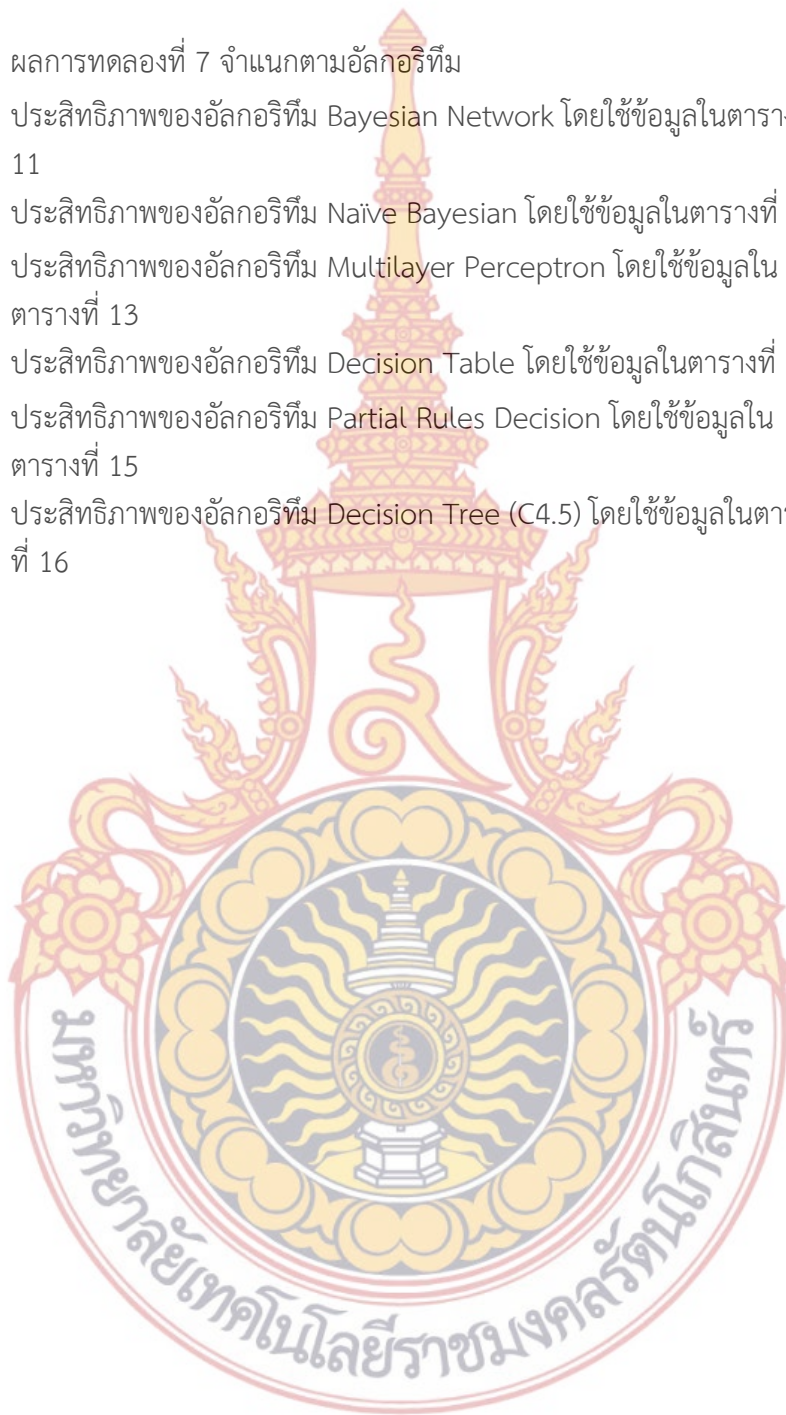 ผลการทดลองที่ 7 จำแนกตามอัลกอริทึม
ประสิทธิภาพของอัลกอริทึม Bayesian Network โดยใช้ข้อมูลในตาราง
11
ประสิทธิภาพของอัลกอริทึม Naïve Bayesian โดยใช้ข้อมูลในตารางที่
ประสิทธิภาพของอัลกอริทึม Multilayer Perceptron โดยใช้ข้อมูลใน
ตารางที่ 13
ประสิทธิภาพของอัลกอริทึม Decision Table โดยใช้ข้อมูลในตารางที่
ประสิทธิภาพของอัลกอริทึม Partial Rules Decision โดยใช้ข้อมูลใน
ตารางที่ 15
ประสิทธิภาพของอัลกอริทึม Decision Tree (C4.5) โดยใช้ข้อมูลในตาร
ที่ 16
มหาวิทยาลัยเทคโนโลยีราชมงคลรัตนโกสินทร์